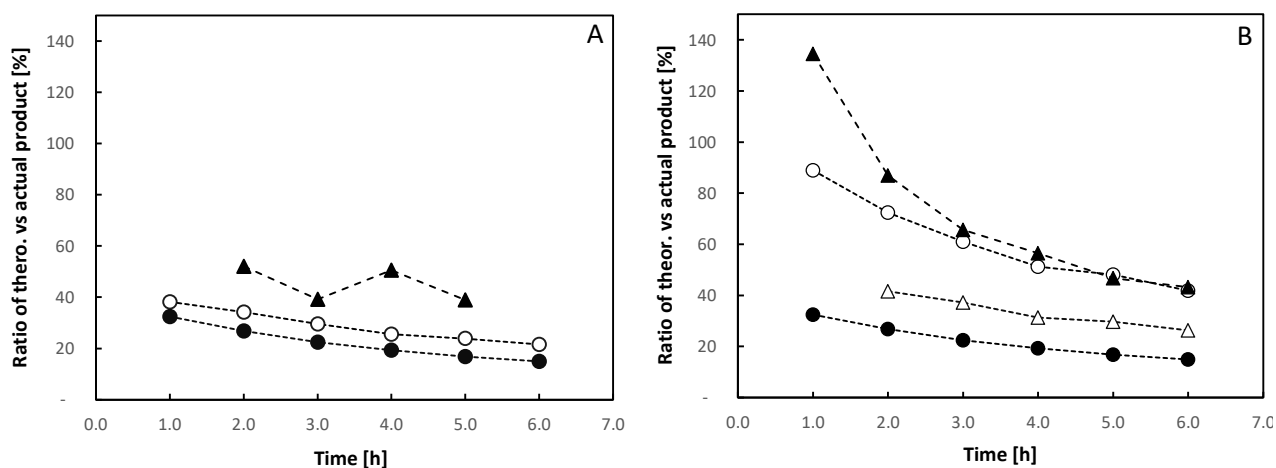 A
Ratio of thero. vs actual product [%]
140
120
100
80
60
40
20
-
0.0 1.0 2.0 3.0 4.0 5.0 6.0 7.0
Time [h]
B
Ratio of theor. vs actual product [%]
140
120
100
80
60
40
20
-
0.0 1.0 2.0 3.0 4.0 5.0 6.0 7.0
Time [h]